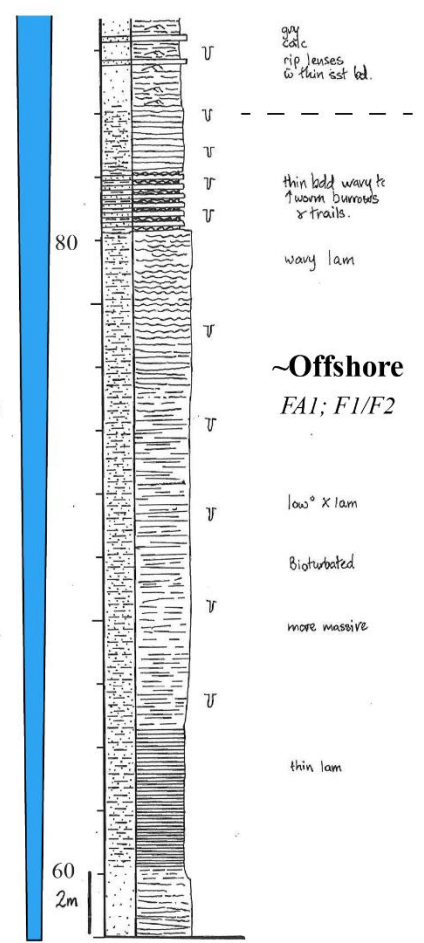 gvy
calc
rip lenses
w thin sst bd.
thin bdd wavy to
↑worm burrows
& trails.
80
wavy lam
~Offshore
FA1; F1/F2
low° X lam
Bioturbated
more massive
thin lam
60
2m